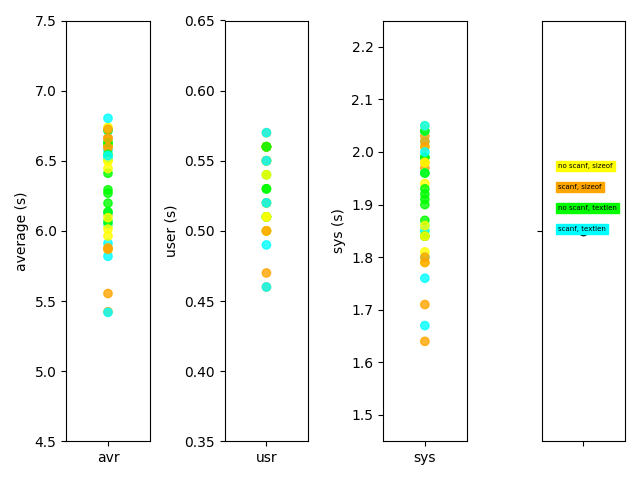 7.5
7.0
6.5
6.0
5.5
5.0
4.5
average (s)
avr
0.65
0.60
0.55
0.50
0.45
0.40
0.35
user (s)
usr
2.2
2.1
2.0
1.9
1.8
1.7
1.6
1.5
sys (s)
sys
no scanf, sizeof
scanf, sizeof
no scanf, textlen
scanf, textlen